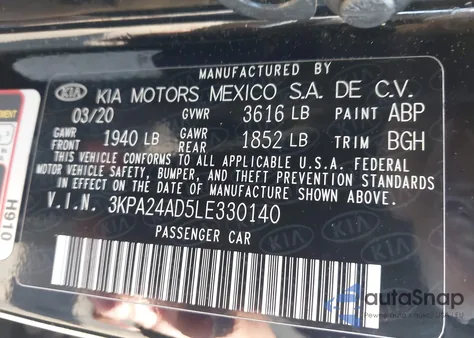 MANUFACTURED BY
KIA KIA MOTORS MEXICO S.A. DE C.V.
03/20 GVWR 3616 LB PAINT ABP
GAWR FRONT 1940 LB GAWR REAR 1852 LB TRIM BGH
THIS VEHICLE CONFORMS TO ALL APPLICABLE U.S.A. FEDERAL
MOTOR VEHICLE SAFETY, BUMPER, AND THEFT PREVENTION STANDARDS
IN EFFECT ON THE DATE OF MANUFACTURE SHOWN ABOVE.
V.I.N. 3KPA24AD5LE330140
PASSENGER CAR
H910
autoSnap